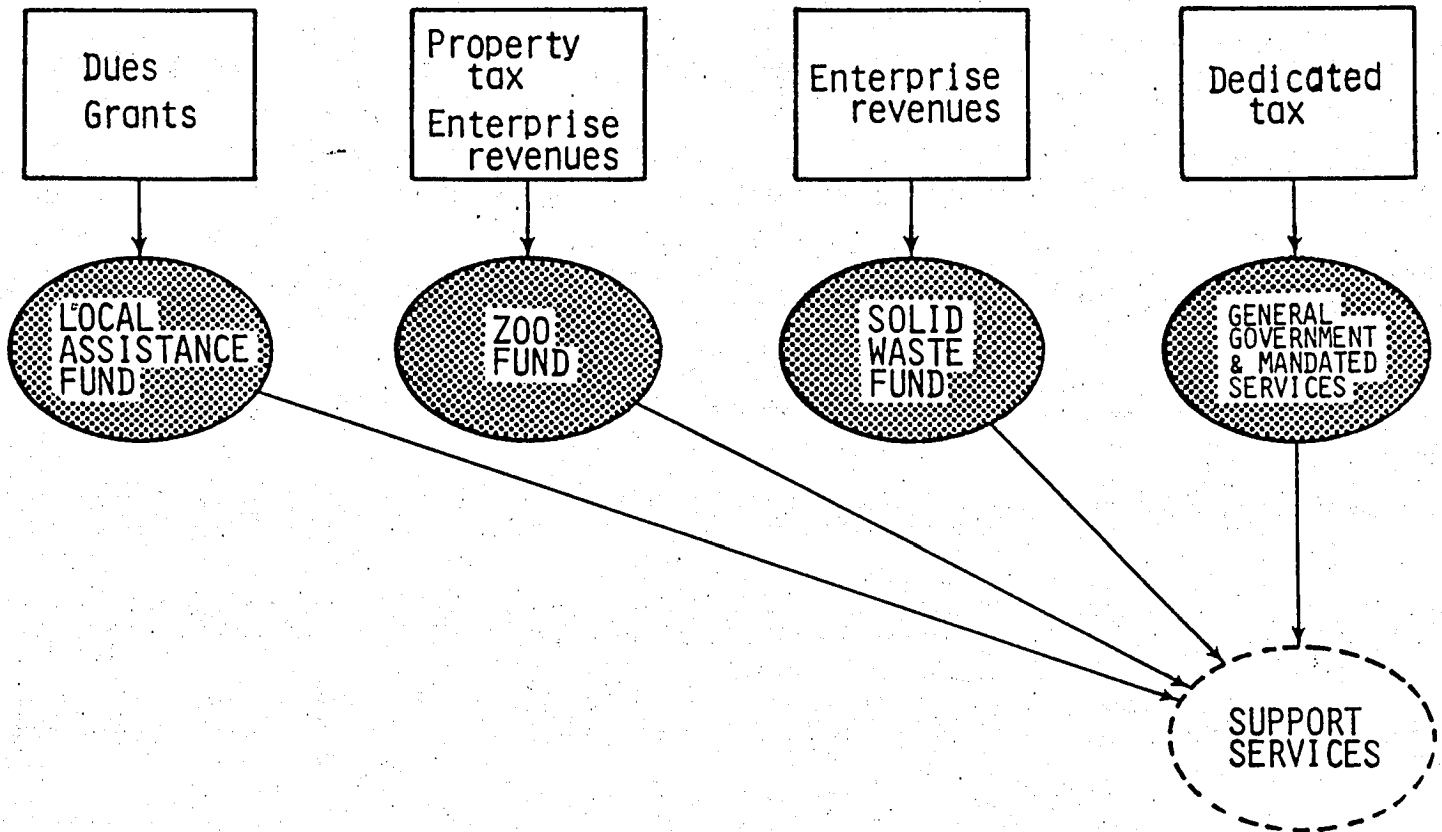 Dues
Grants
Property
tax
Enterprise
revenues
Enterprise
revenues
Dedicated
tax
LOCAL
ASSISTANCE
FUND
ZOO
FUND
SOLID
WASTE
FUND
GENERAL
GOVERNMENT
& MANDATED
SERVICES
SUPPORT
SERVICES